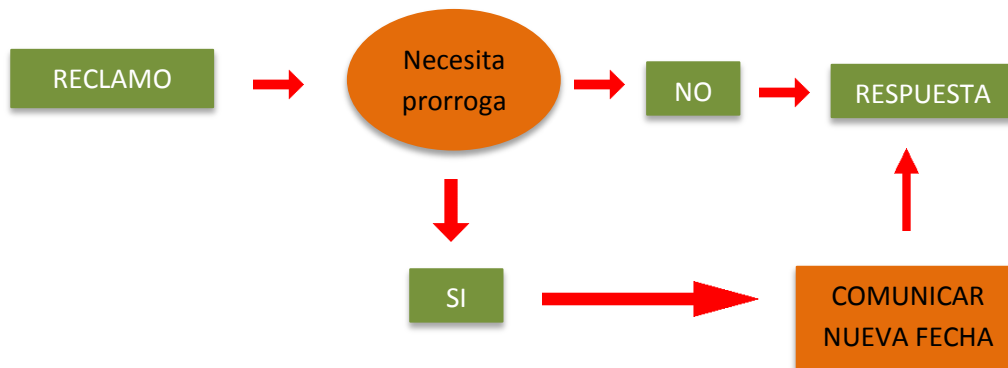 RECLAMO
Necesita
prorroga
NO
RESPUESTA
SI
COMUNICAR
NUEVA FECHA